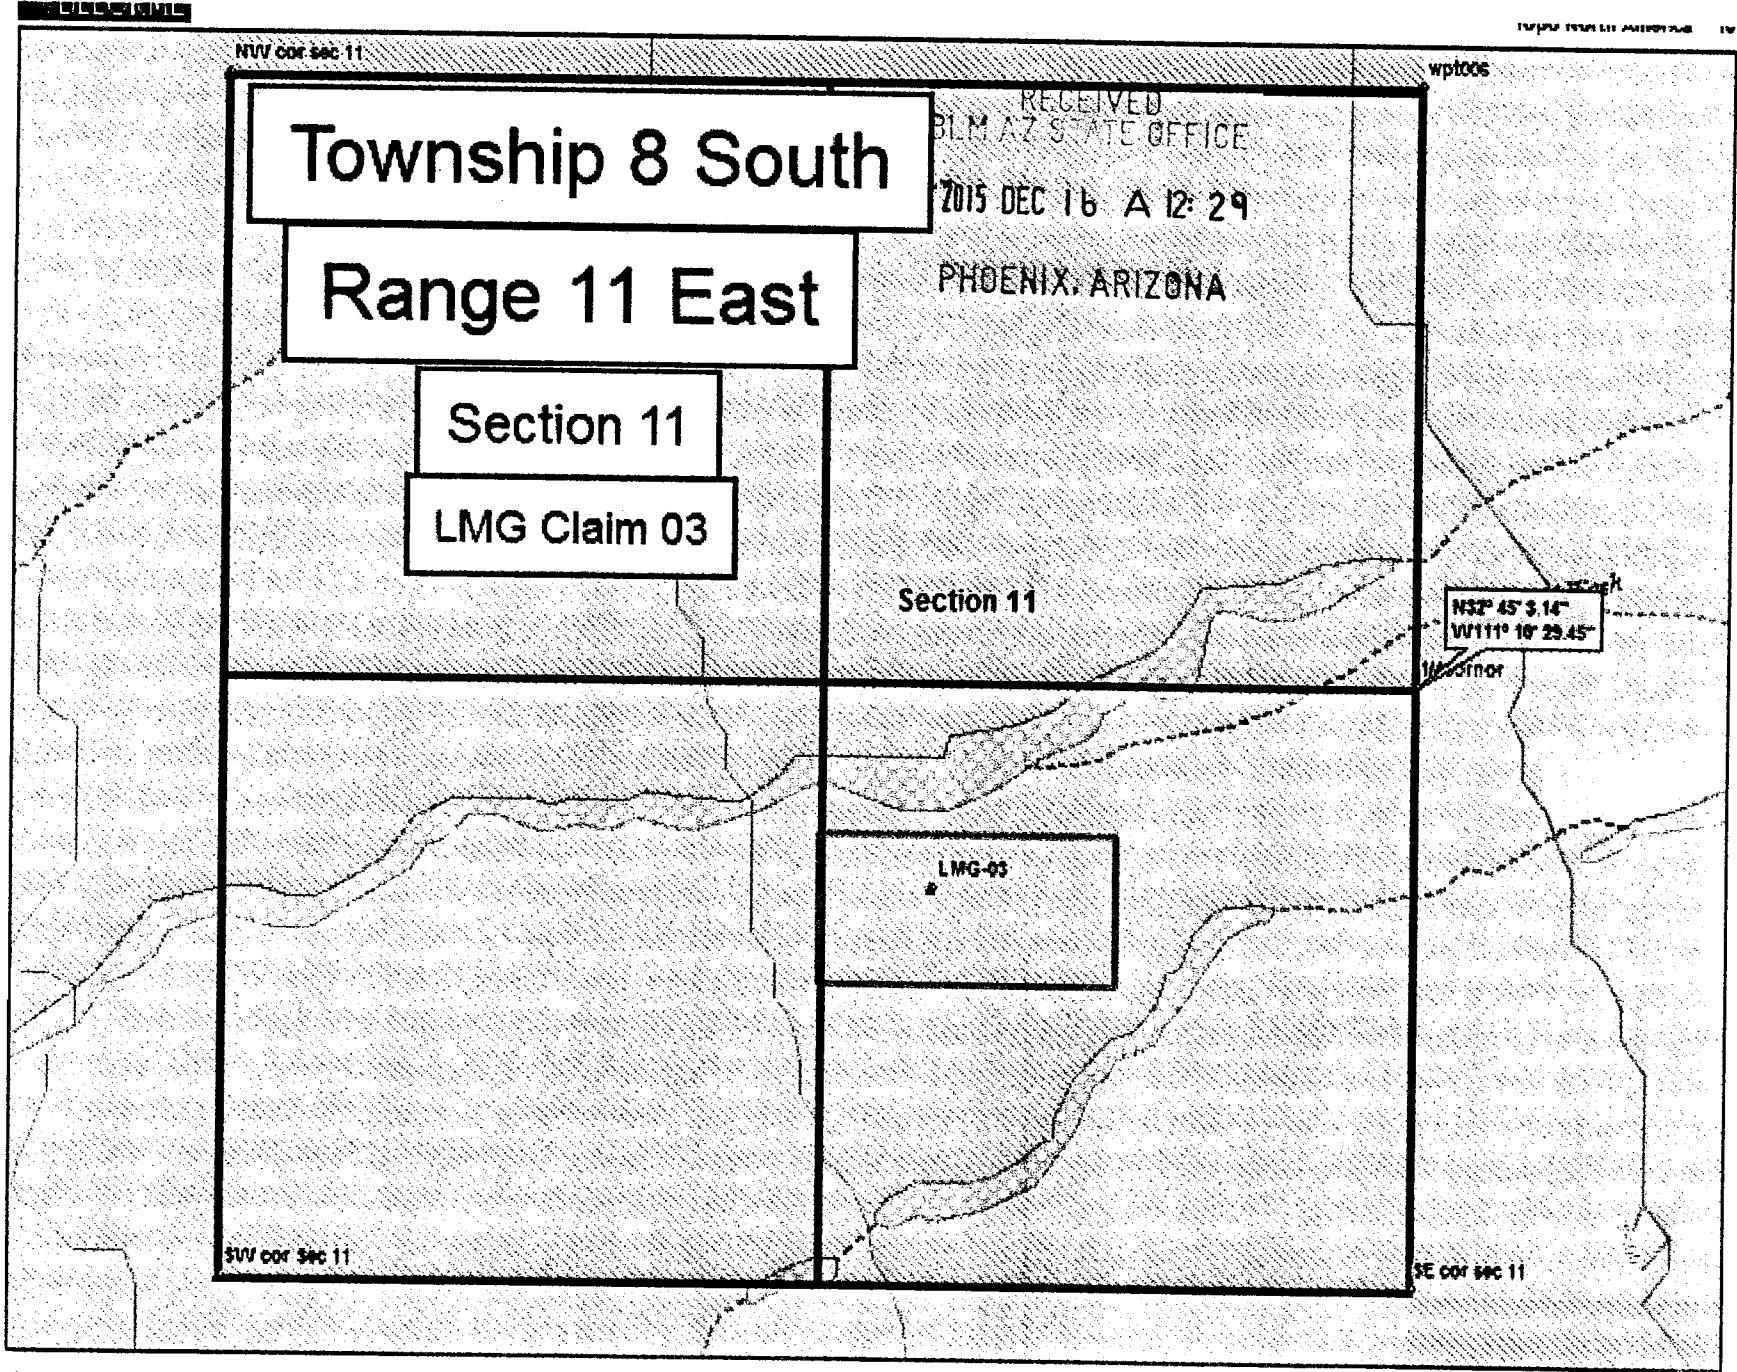 NW cor sec 11
wpt006
RECEIVED
BLM AZ STATE OFFICE
2015 DEC 16 A 12: 29
PHOENIX, ARIZONA
Township 8 South
Range 11 East
Section 11
LMG Claim 03
Section 11
N32° 45' 3.14"
W111° 10' 29.45"
LMG-03
SW cor sec 11
SE cor sec 11